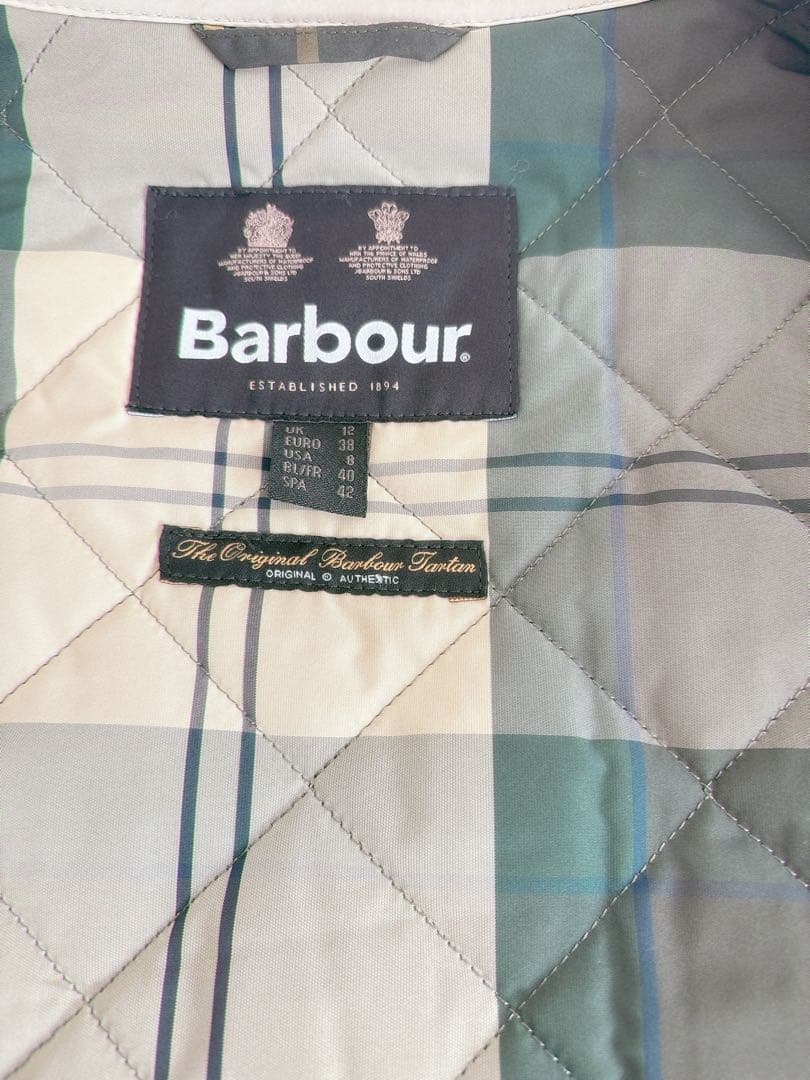 BY APPOINTMENT TO
HER MAJESTY THE QUEEN
MANUFACTURERS OF WATERPROOF
AND PROTECTIVE CLOTHING
J.BARBOUR & SONS LTD
SOUTH SHIELDS
BY APPOINTMENT TO
HRH THE PRINCE OF WALES
MANUFACTURERS OF WATERPROOF
AND PROTECTIVE CLOTHING
J.BARBOUR & SONS LTD
SOUTH SHIELDS
Barbour®
ESTABLISHED 1894
UK 12
EURO 38
USA 8
BL/FR 40
SPA 42
The Original Barbour Tartan
ORIGINAL © AUTHENTIC